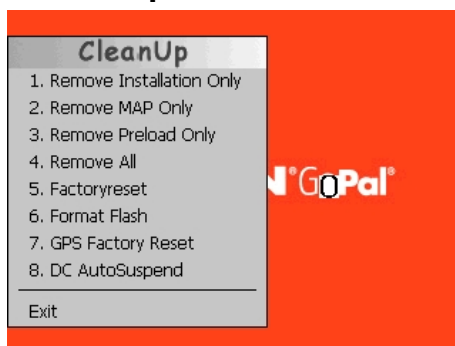 CleanUp
1. Remove Installation Only
2. Remove MAP Only
3. Remove Preload Only
4. Remove All
5. Factoryreset
6. Format Flash
7. GPS Factory Reset
8. DC AutoSuspend
Exit
N® GoPal®